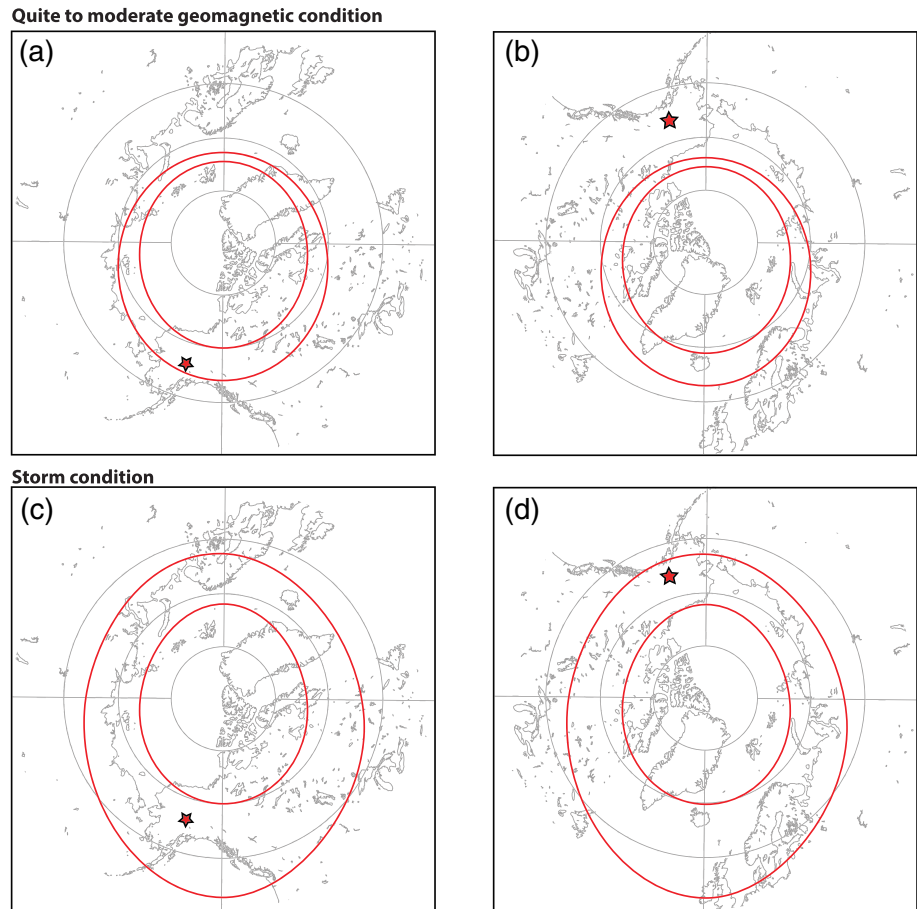 Quite to moderate geomagnetic condition
(a)
(b)
Storm condition
(c)
(d)